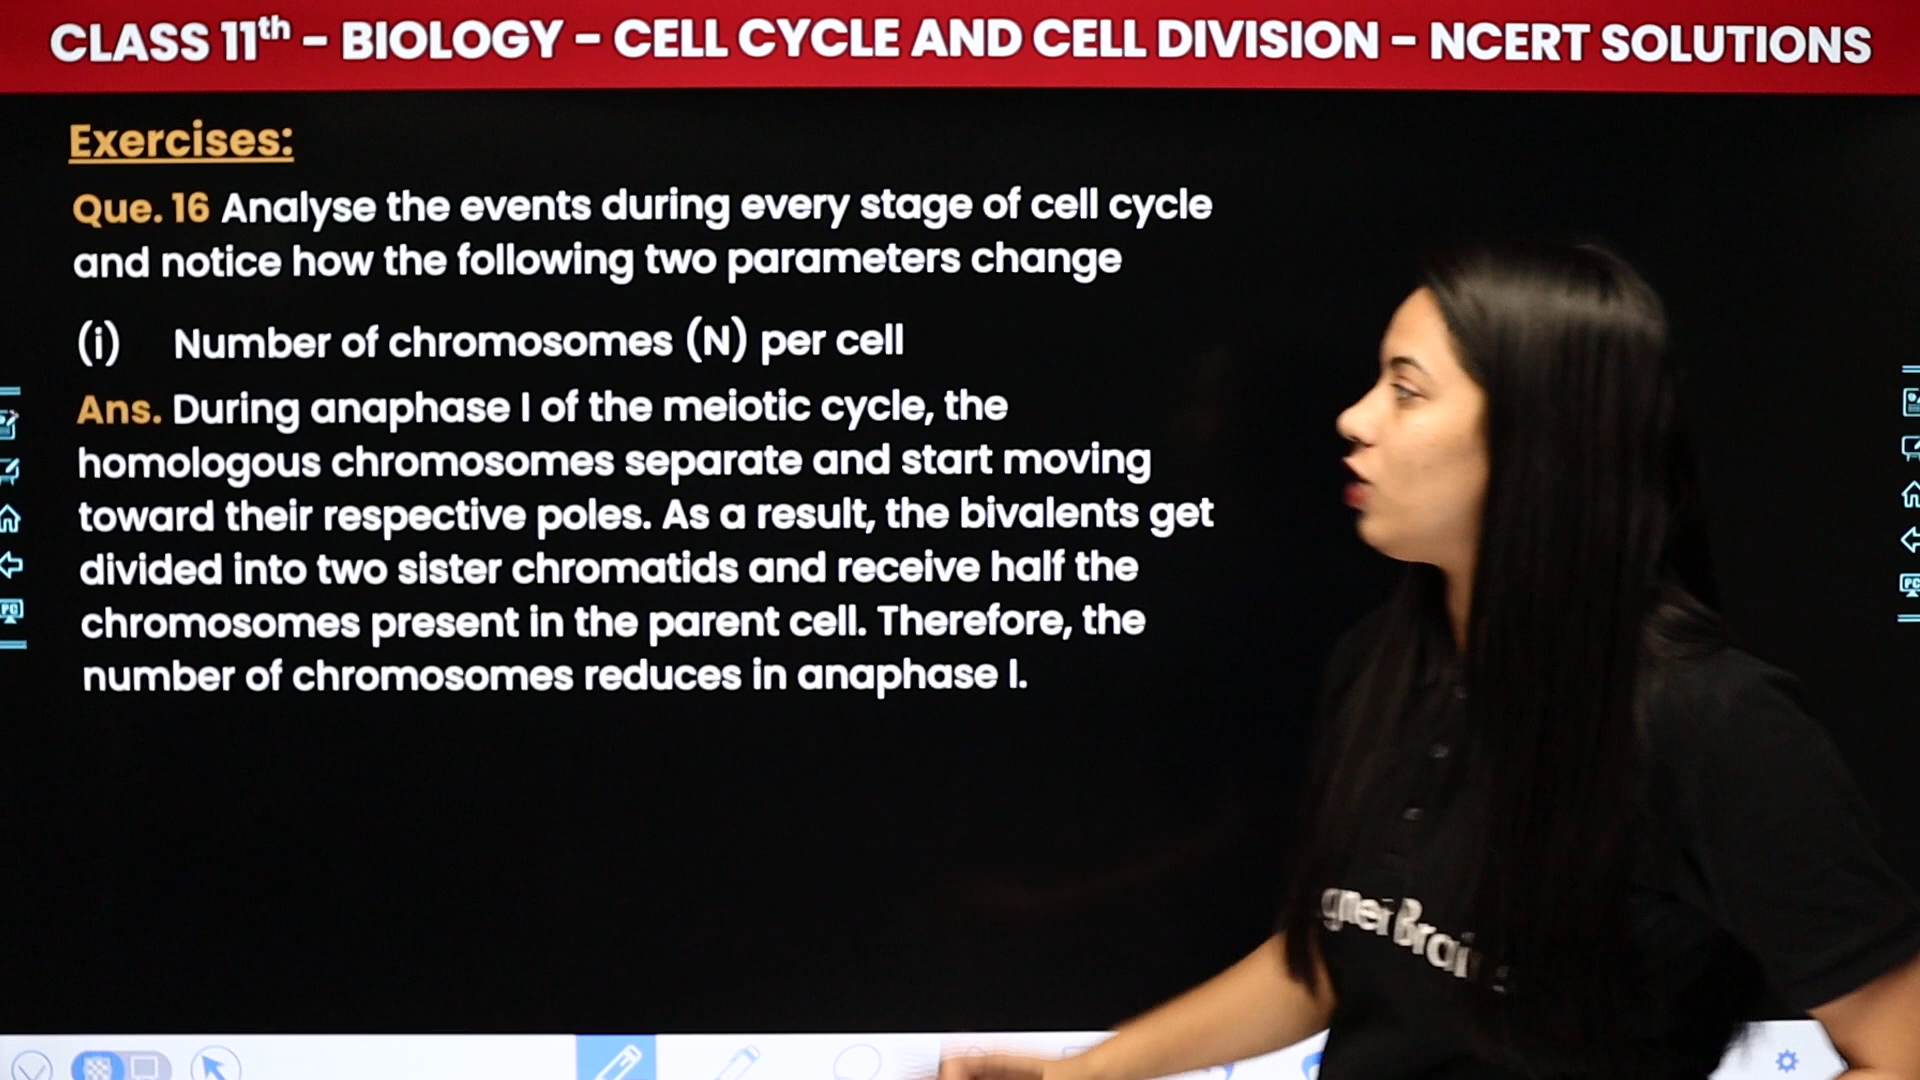 CLASS 11th - BIOLOGY - CELL CYCLE AND CELL DIVISION - NCERT SOLUTIONS
Exercises:
Que. 16 Analyse the events during every stage of cell cycle
and notice how the following two parameters change
(i) Number of chromosomes (N) per cell
Ans. During anaphase I of the meiotic cycle, the
homologous chromosomes separate and start moving
toward their respective poles. As a result, the bivalents get
divided into two sister chromatids and receive half the
chromosomes present in the parent cell. Therefore, the
number of chromosomes reduces in anaphase I.
PC
PC